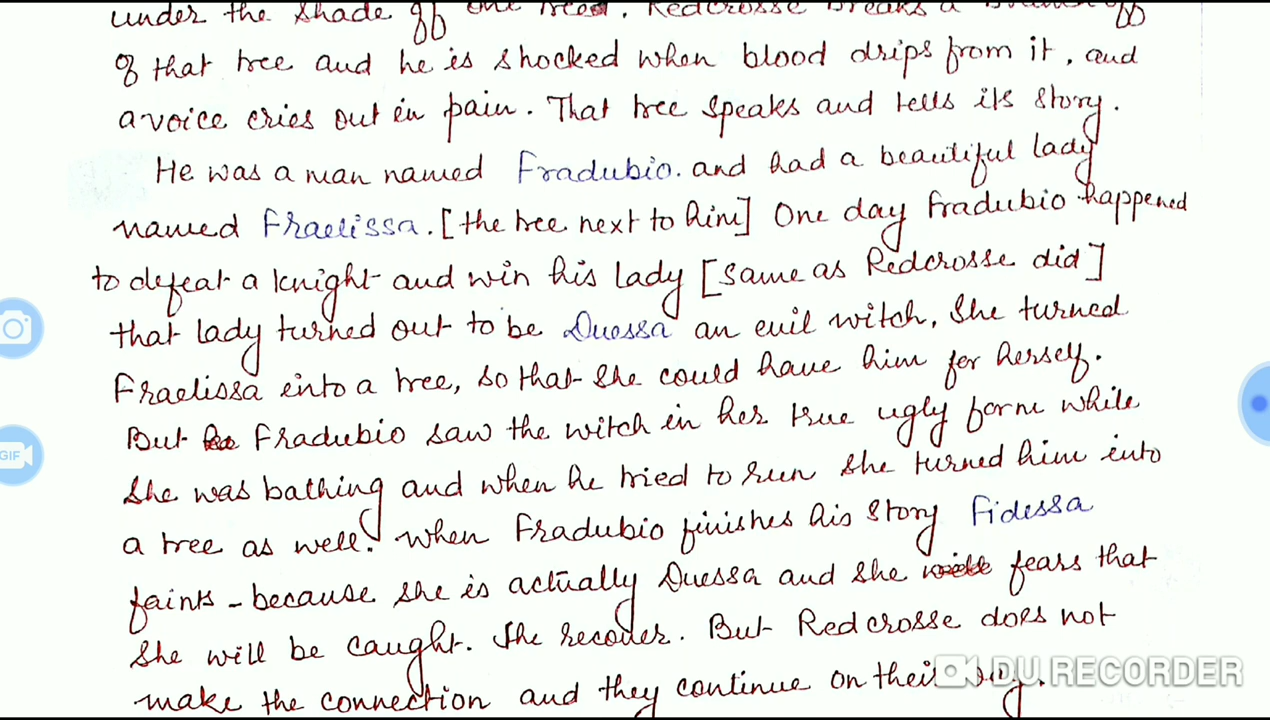 under the shade of one tree. Redcrosse breaks a branch off
of that tree and he is shocked when blood drips from it, and
a voice cries out in pain. That tree speaks and tells its story.
He was a man named Fradubio. and had a beautiful lady
named Fraelissa. [the tree next to him] One day Fradubio happened
to defeat a knight and win his lady [same as Redcrosse did]
that lady turned out to be Duessa an evil witch. She turned
Fraelissa into a tree, so that she could have him for herself.
But Fradubio saw the witch in her true ugly form while
she was bathing and when he tried to run she turned him into
a tree as well. When Fradubio finishes his story Fidessa
faints - because she is actually Duessa and she fears that
she will be caught. She recover. But Redcrosse does not
make the connection and they continue on their way.
GIF
DU RECORDER